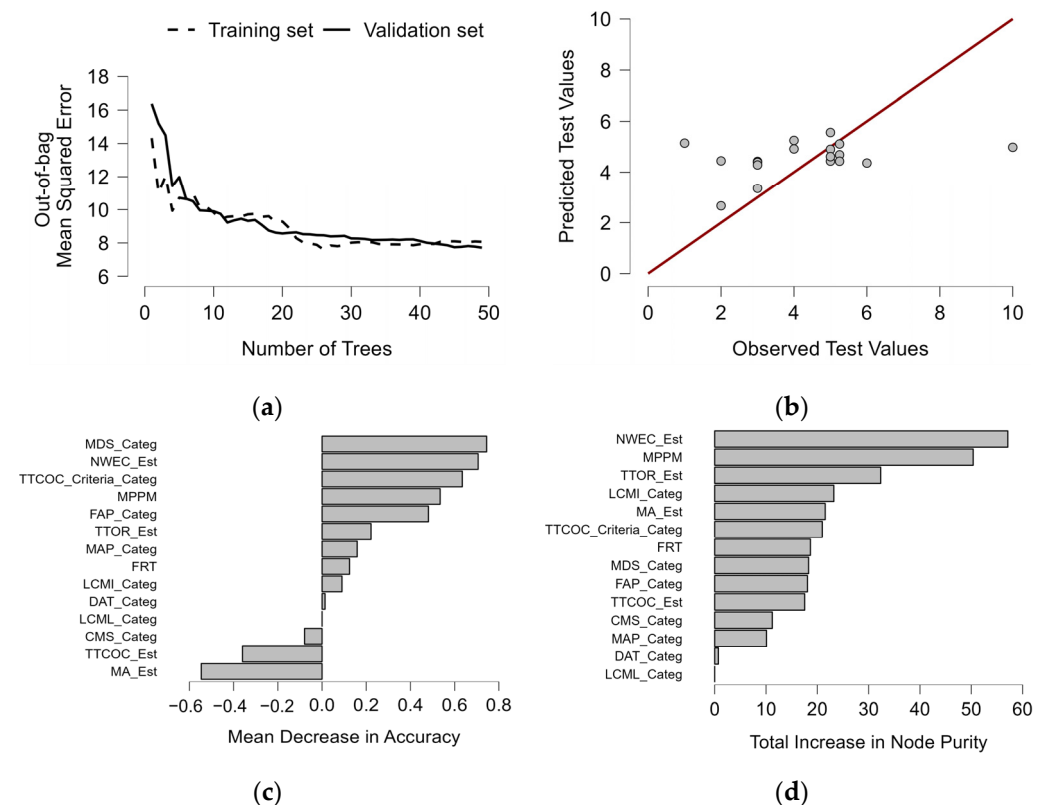 Training set Validation set
Out-of-bag
Mean Squared Error
18
16
14
12
10
8
6
0 10 20 30 40 50
Number of Trees
(a)
Predicted Test Values
10
8
6
4
2
0
0 2 4 6 8 10
Observed Test Values
(b)
MDS_Categ
NWEC_Est
TTCOC_Criteria_Categ
MPPM
FAP_Categ
TTOR_Est
MAP_Categ
FRT
LCMI_Categ
DAT_Categ
LCML_Categ
CMS_Categ
TTCOC_Est
MA_Est
−0.6 −0.4 −0.2 0.0 0.2 0.4 0.6 0.8
Mean Decrease in Accuracy
(c)
NWEC_Est
MPPM
TTOR_Est
LCMI_Categ
MA_Est
TTCOC_Criteria_Categ
FRT
MDS_Categ
FAP_Categ
TTCOC_Est
CMS_Categ
MAP_Categ
DAT_Categ
LCML_Categ
0 10 20 30 40 50 60
Total Increase in Node Purity
(d)